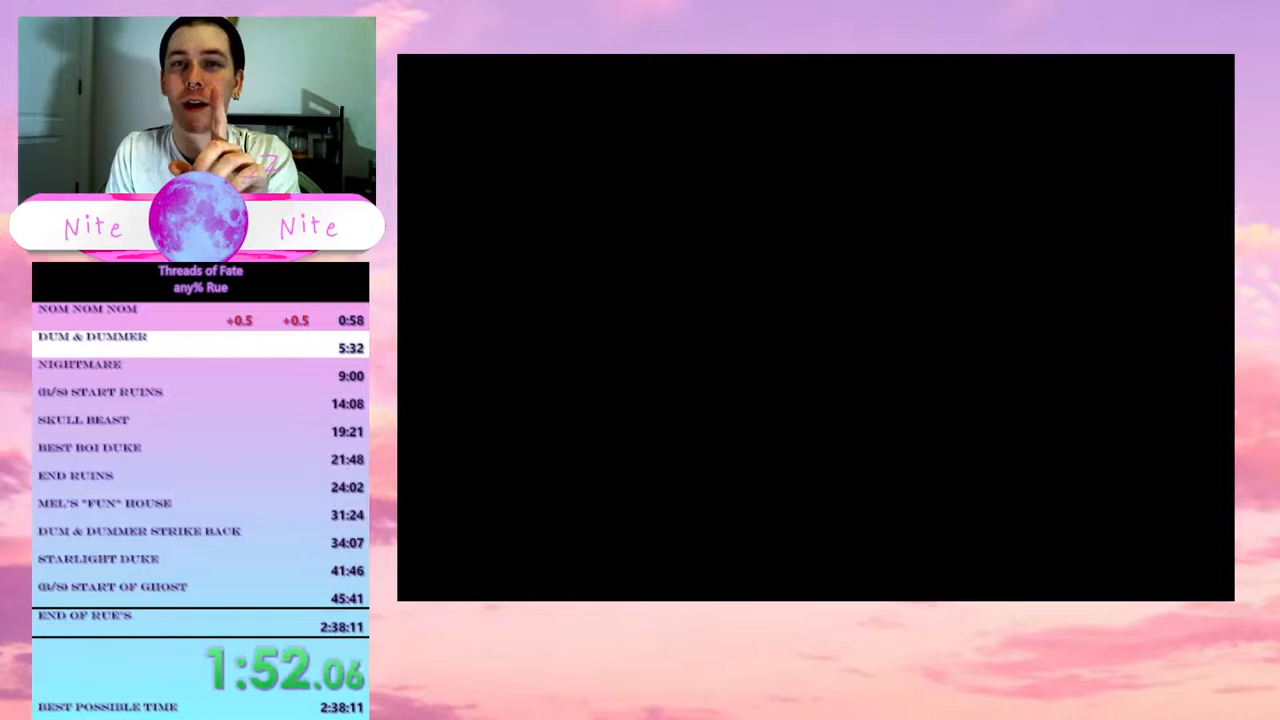 Nite Nite
Threads of Fate
any% Rue
NOM NOM NOM
+0.5 +0.5 0:58
DUM & DUMMER
5:32
NIGHTMARE
9:00
(B/S) START RUINS
14:08
SKULL BEAST
19:21
BEST BOI DUKE
21:48
END RUINS
24:02
MEL'S "FUN" HOUSE
31:24
DUM & DUMMER STRIKE BACK
34:07
STARLIGHT DUKE
41:46
(B/S) START OF GHOST
45:41
END OF RUE'S
2:38:11
1:52.06
BEST POSSIBLE TIME 2:38:11